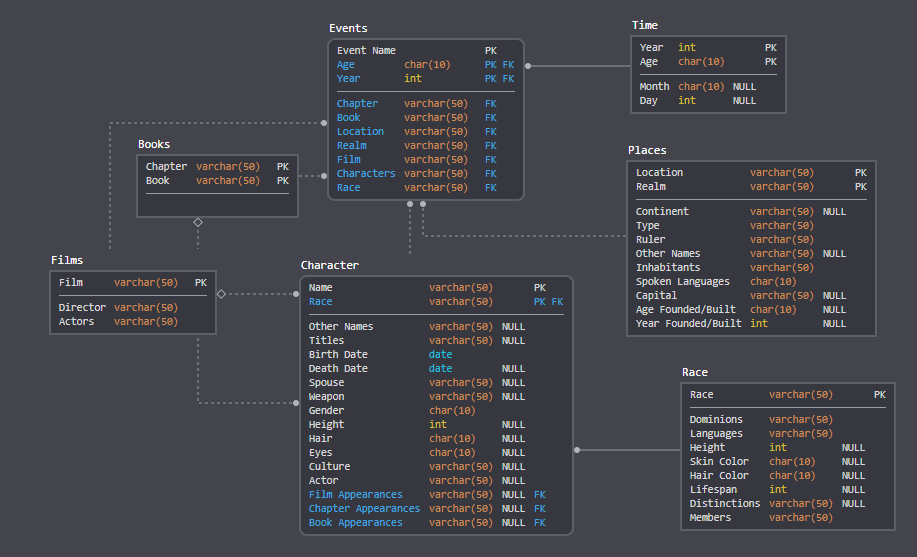 Events
Event Name PK
Age char(10) PK FK
Year int PK FK
Chapter varchar(50) FK
Book varchar(50) FK
Location varchar(50) FK
Realm varchar(50) FK
Film varchar(50) FK
Characters varchar(50) FK
Race varchar(50) FK
Time
Year int PK
Age char(10) PK
Month char(10) NULL
Day int NULL
Books
Chapter varchar(50) PK
Book varchar(50) PK
Places
Location varchar(50) PK
Realm varchar(50) PK
Continent varchar(50) NULL
Type varchar(50)
Ruler varchar(50)
Other Names varchar(50) NULL
Inhabitants varchar(50)
Spoken Languages char(10)
Capital varchar(50) NULL
Age Founded/Built char(10) NULL
Year Founded/Built int NULL
Films
Film varchar(50) PK
Director varchar(50)
Actors varchar(50)
Character
Name varchar(50) PK
Race varchar(50) PK FK
Other Names varchar(50) NULL
Titles varchar(50) NULL
Birth Date date
Death Date date NULL
Spouse varchar(50) NULL
Weapon varchar(50) NULL
Gender char(10)
Height int NULL
Hair char(10) NULL
Eyes char(10) NULL
Culture varchar(50) NULL
Actor varchar(50) NULL
Film Appearances varchar(50) NULL FK
Chapter Appearances varchar(50) NULL FK
Book Appearances varchar(50) NULL FK
Race
Race varchar(50) PK
Dominions varchar(50)
Languages varchar(50)
Height int NULL
Skin Color char(10) NULL
Hair Color char(10) NULL
Lifespan int NULL
Distinctions varchar(50) NULL
Members varchar(50)